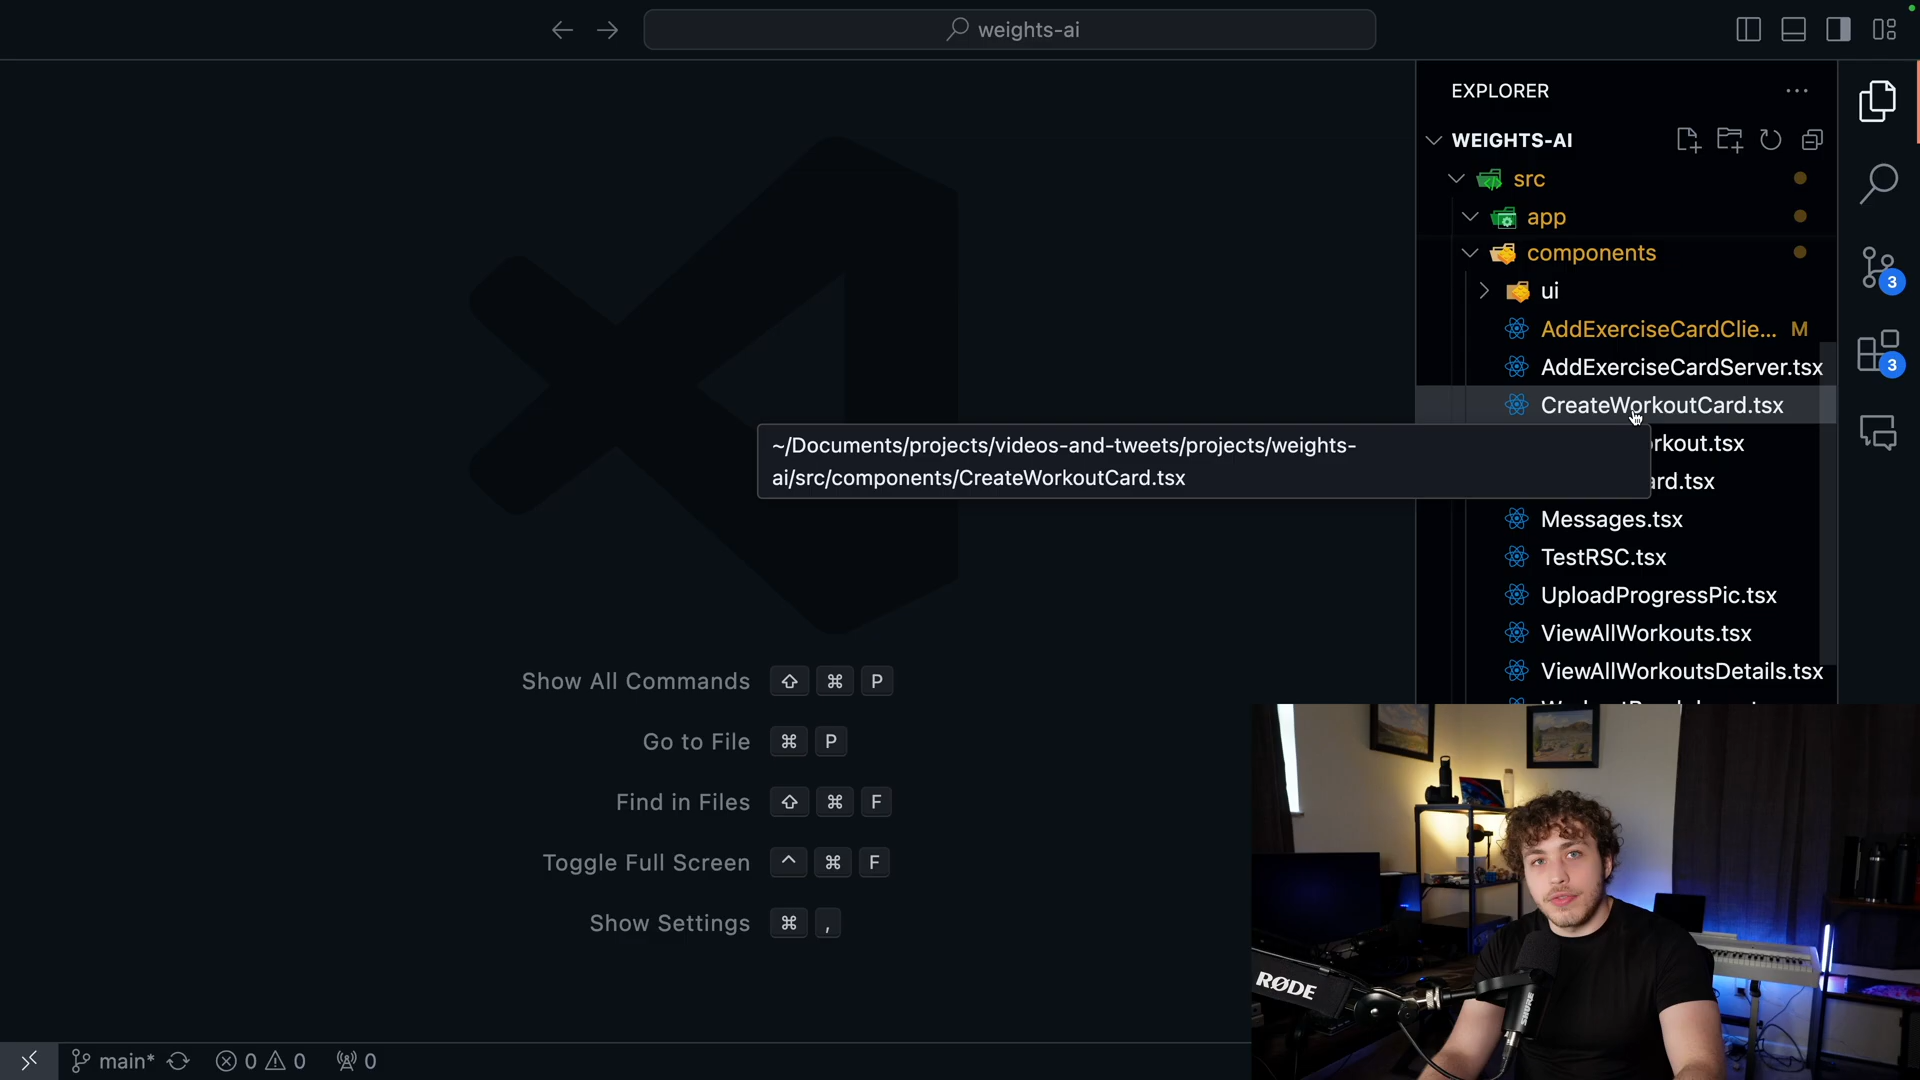 weights-ai
EXPLORER
WEIGHTS-AI
src
app
components
ui
AddExerciseCardClie... M
AddExerciseCardServer.tsx
CreateWorkoutCard.tsx
~/Documents/projects/videos-and-tweets/projects/weights-
ai/src/components/CreateWorkoutCard.tsx
rkout.tsx
ard.tsx
Messages.tsx
TestRSC.tsx
UploadProgressPic.tsx
ViewAllWorkouts.tsx
ViewAllWorkoutsDetails.tsx
3
3
Show All Commands ⇧ ⌘ P
Go to File ⌘ P
Find in Files ⇧ ⌘ F
Toggle Full Screen ^ ⌘ F
Show Settings ⌘ ,
RØDE
SHURE
main* 0 0 0